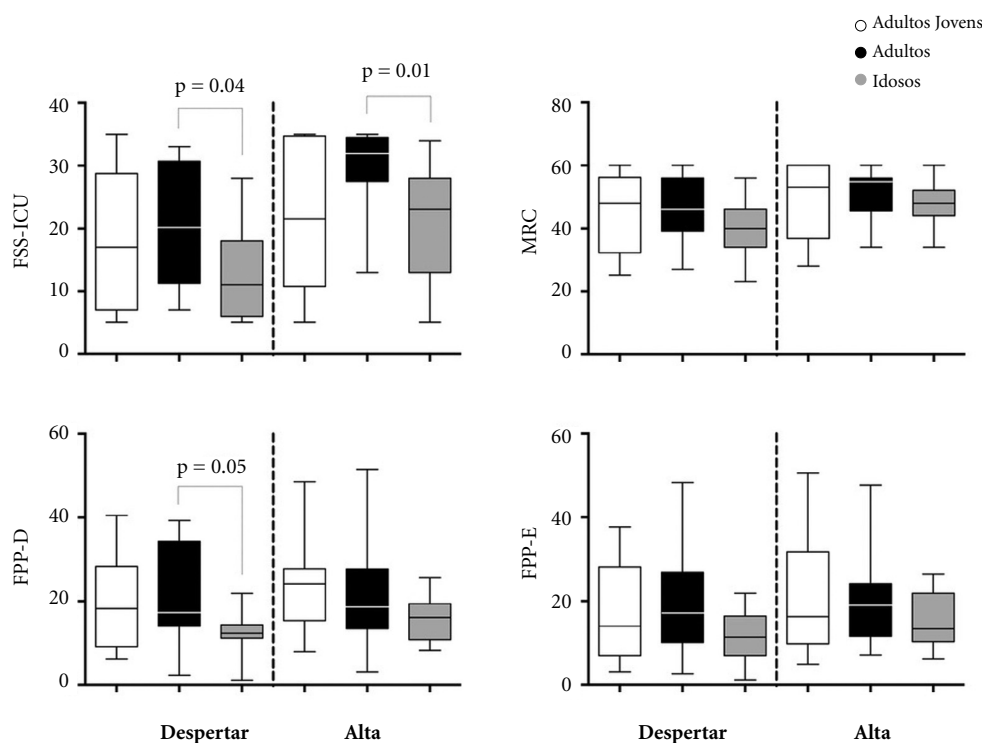 Adultos Jovens
Adultos
Idosos
p = 0.04
p = 0.01
FSS-ICU
40
30
20
10
0
MRC
80
60
40
20
0
p = 0.05
FPP-D
60
40
20
0
FPP-E
60
40
20
0
Despertar Alta
Despertar Alta